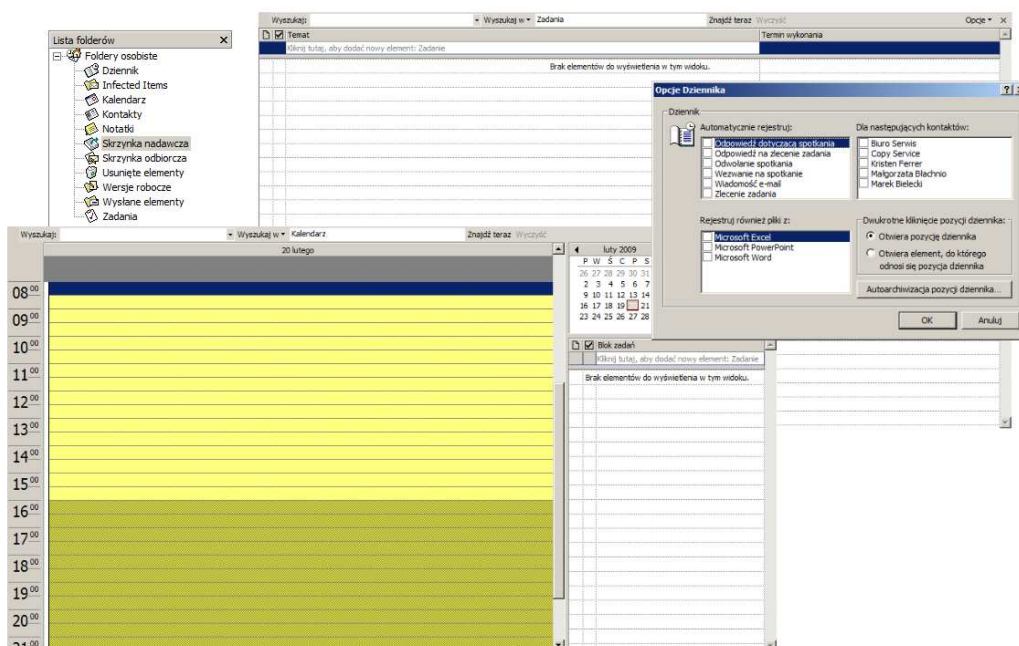 Wyszukaj: Wyszukaj w Zadania Znajdź teraz Wyczyść Opcje
Temat Termin wykonania
Kliknij tutaj, aby dodać nowy element: Zadanie
Brak elementów do wyświetlenia w tym widoku.
Lista folderów
Foldery osobiste
Dziennik
Infected Items
Kalendarz
Kontakty
Notatki
Skrzynka nadawcza
Skrzynka odbiorcza
Usunięte elementy
Wersje robocze
Wysłane elementy
Zadania
Opcje Dziennika
Dziennik
Automatycznie rejestruj:
Odpowiedź dotycząca spotkania
Odpowiedź na zlecenie zadania
Odwołanie spotkania
Wezwanie na spotkanie
Wiadomość e-mail
Zlecenie zadania
Dla następujących kontaktów:
Biuro Serwis
Copy Service
Kristen Ferrer
Małgorzata Błachnio
Marek Bielecki
Rejestruj również pliki z:
Microsoft Excel
Microsoft PowerPoint
Microsoft Word
Dwukrotne kliknięcie pozycji dziennika:
Otwiera pozycję dziennika
Otwiera element, do którego
odnosi się pozycja dziennika
Autoarchiwizacja pozycji dziennika...
OK Anuluj
Wyszukaj: Wyszukaj w Kalendarz Znajdź teraz Wyczyść
20 lutego
08 00
09 00
10 00
11 00
12 00
13 00
14 00
15 00
16 00
17 00
18 00
19 00
20 00
21 00
luty 2009
P W Ś C P S
26 27 28 29 30 31
2 3 4 5 6 7
9 10 11 12 13 14
16 17 18 19 21
23 24 25 26 27 28
Blok zadań
Kliknij tutaj, aby dodać nowy element: Zadanie
Brak elementów do wyświetlenia w tym widoku.